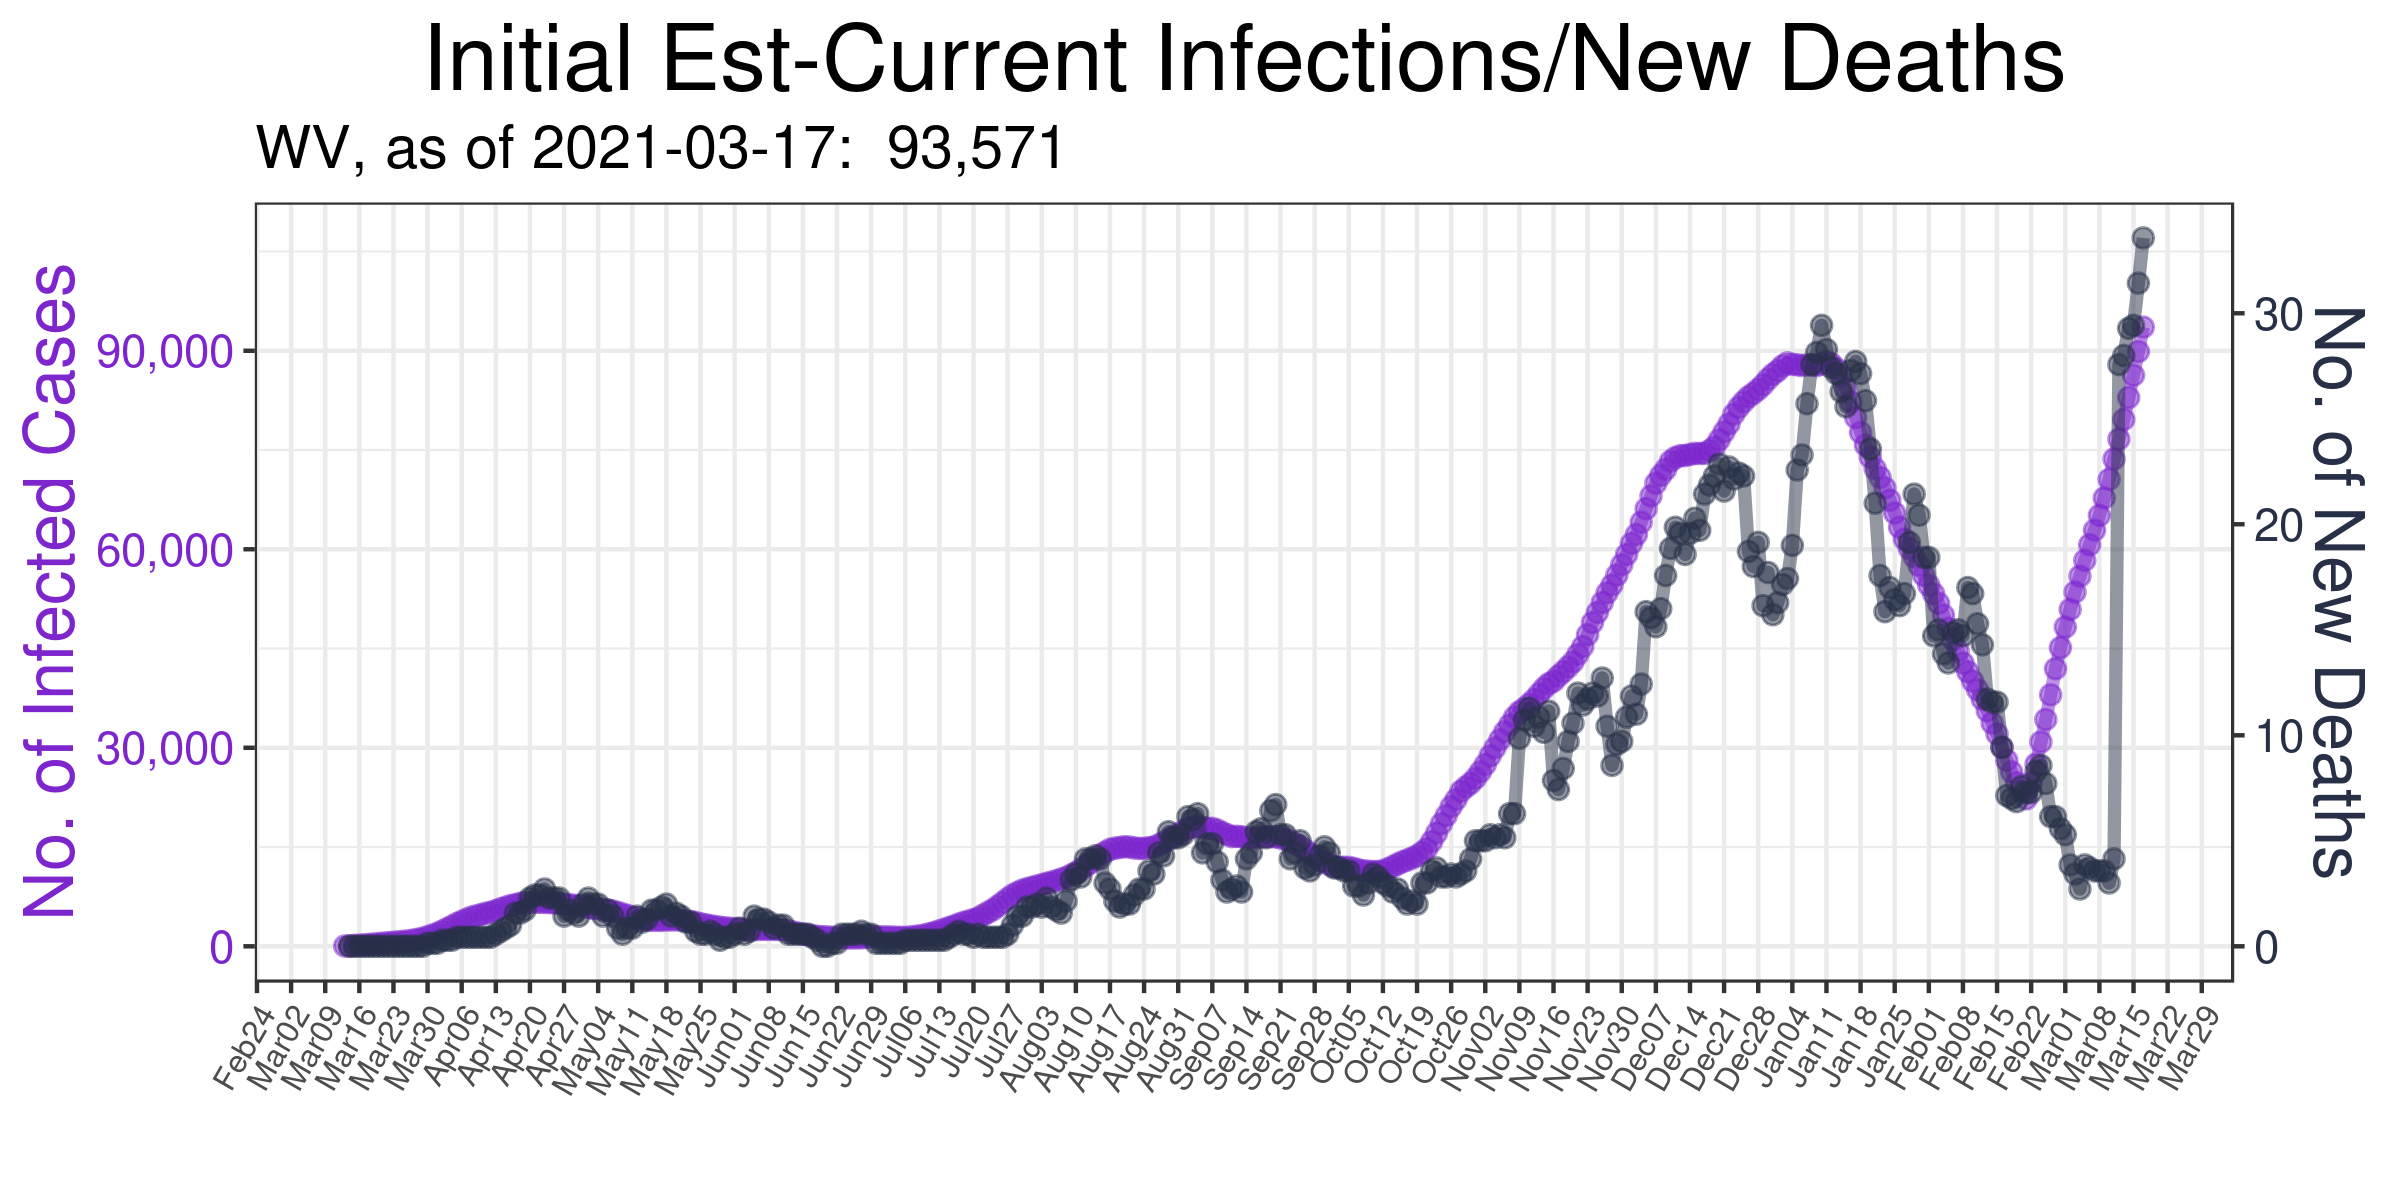 Initial Est-Current Infections/New Deaths
WV, as of 2021-03-17:  93,571
No. of Infected Cases
90,000
60,000
30,000
0
30
20
10
0
No. of New Deaths
Feb24
Mar02
Mar09
Mar16
Mar23
Mar30
Apr06
Apr13
Apr20
Apr27
May04
May11
May18
May25
Jun01
Jun08
Jun15
Jun22
Jun29
Jul06
Jul13
Jul20
Jul27
Aug03
Aug10
Aug17
Aug24
Aug31
Sep07
Sep14
Sep21
Sep28
Oct05
Oct12
Oct19
Oct26
Nov02
Nov09
Nov16
Nov23
Nov30
Dec07
Dec14
Dec21
Dec28
Jan04
Jan11
Jan18
Jan25
Feb01
Feb08
Feb15
Feb22
Mar01
Mar08
Mar15
Mar22
Mar29